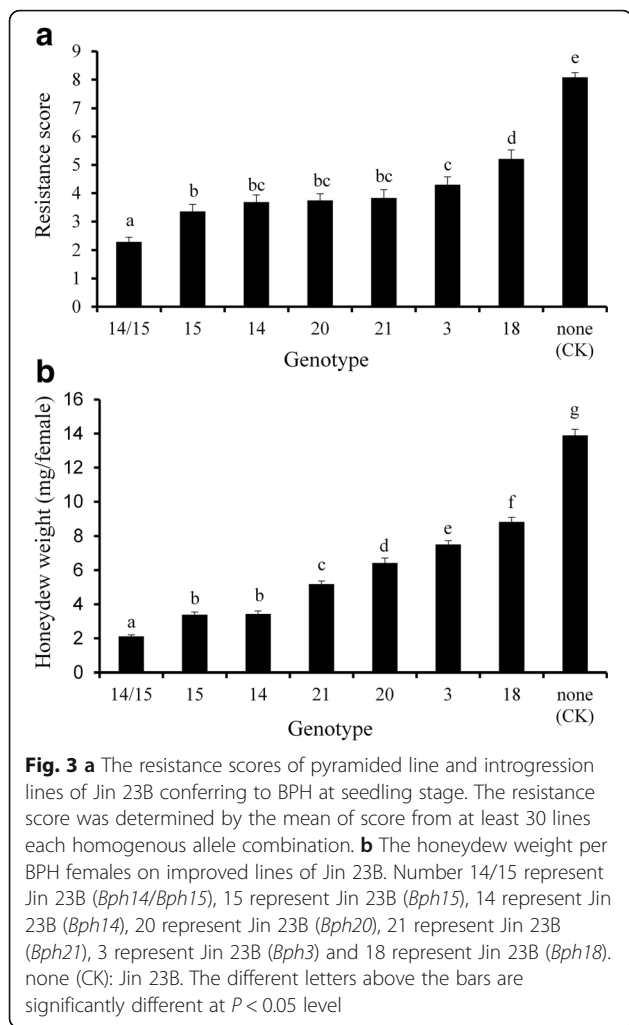 a
9
8
7
6
5
4
3
2
1
0
Resistance score
a b bc bc bc c d e
14/15 15 14 20 21 3 18 none
(CK)
Genotype
b
16
14
12
10
8
6
4
2
0
Honeydew weight (mg/female)
a b b c d e f g
14/15 15 14 21 20 3 18 none
(CK)
Genotype
Fig. 3 a The resistance scores of pyramided line and introgression
lines of Jin 23B conferring to BPH at seedling stage. The resistance
score was determined by the mean of score from at least 30 lines
each homogenous allele combination. b The honeydew weight per
BPH females on improved lines of Jin 23B. Number 14/15 represent
Jin 23B (Bph14/Bph15), 15 represent Jin 23B (Bph15), 14 represent Jin
23B (Bph14), 20 represent Jin 23B (Bph20), 21 represent Jin 23B
(Bph21), 3 represent Jin 23B (Bph3) and 18 represent Jin 23B (Bph18).
none (CK): Jin 23B. The different letters above the bars are
significantly different at P < 0.05 level